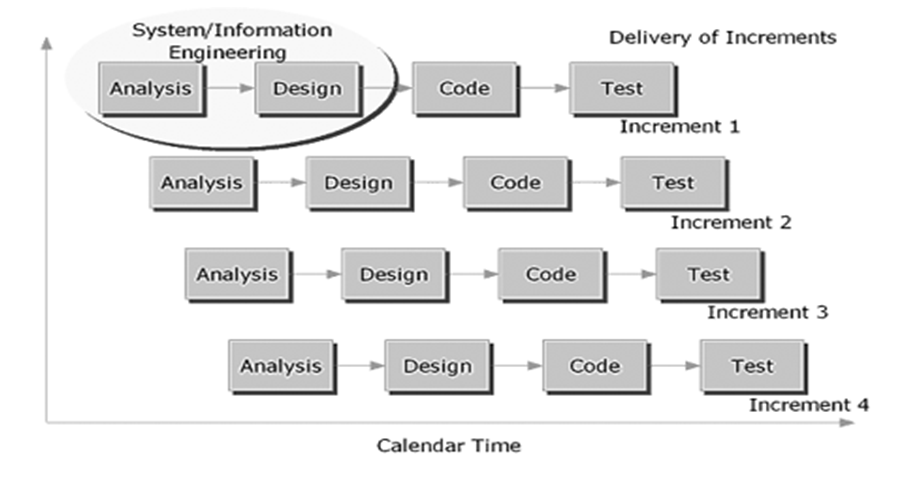 System/Information
Engineering
Delivery of Increments
Analysis Design Code Test
Increment 1
Analysis Design Code Test
Increment 2
Analysis Design Code Test
Increment 3
Analysis Design Code Test
Increment 4
Calendar Time